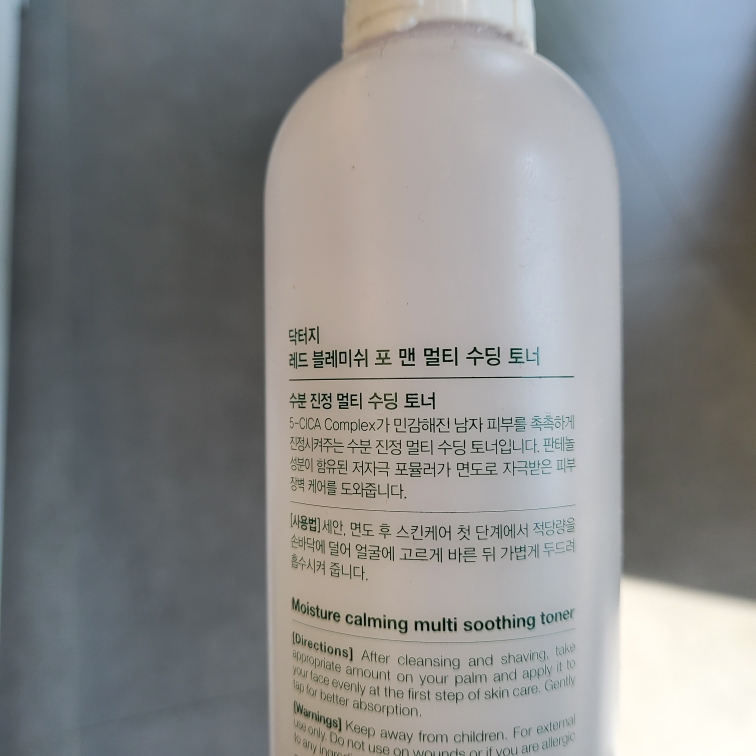 닥터지
레드 블레미쉬 포 맨 멀티 수딩 토너
수분 진정 멀티 수딩 토너
5-CICA Complex가 민감해진 남자 피부를 촉촉하게
진정시켜주는 수분 진정 멀티 수딩 토너입니다. 판테놀
성분이 함유된 저자극 포뮬러가 면도로 자극받은 피부
장벽 케어를 도와줍니다.
[사용법] 세안, 면도 후 스킨케어 첫 단계에서 적당량을
손바닥에 덜어 얼굴에 고르게 바른 뒤 가볍게 두드려
흡수시켜 줍니다.
Moisture calming multi soothing toner
[Directions] After cleansing and shaving, take
appropriate amount on your palm and apply it to
your face evenly at the first step of skin care. Gently
tap for better absorption.
[Warnings] Keep away from children. For external
use only. Do not use on wounds or if you are allergic
to any